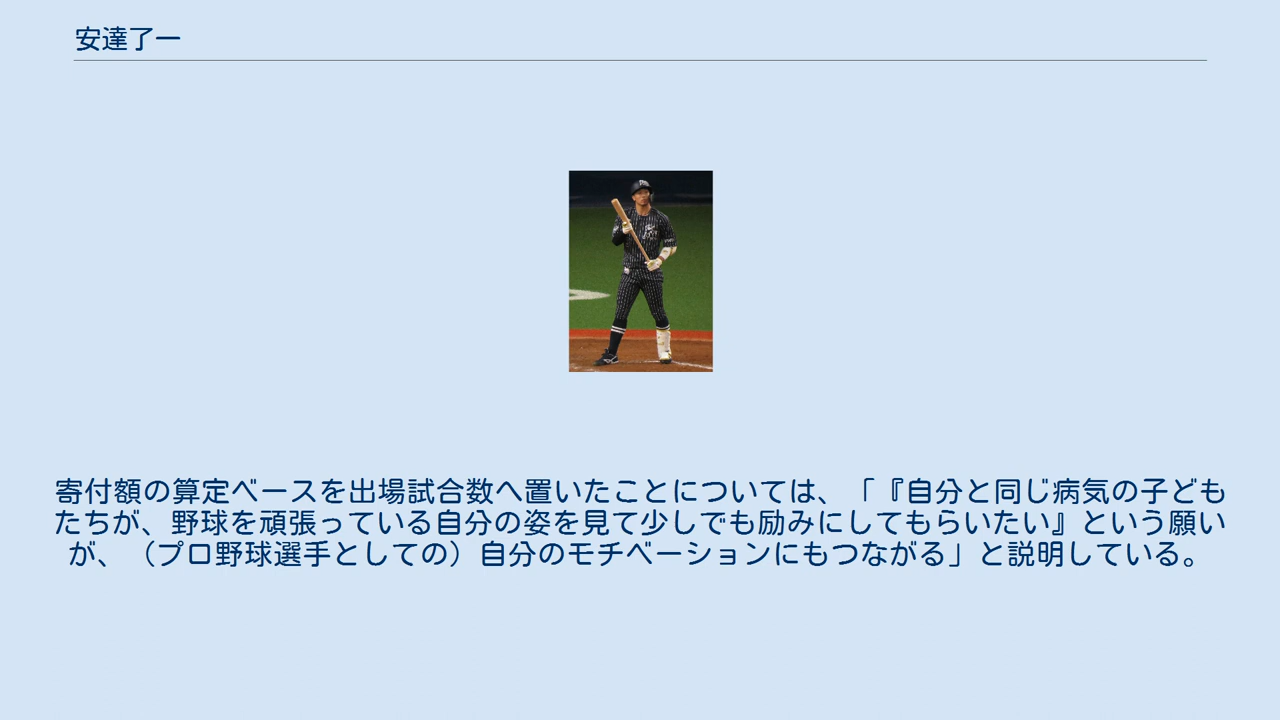 安達了一
寄付額の算定ベースを出場試合数へ置いたことについては、「『自分と同じ病気の子ども
たちが、野球を頑張っている自分の姿を見て少しでも励みにしてもらいたい』という願い
が、（プロ野球選手としての）自分のモチベーションにもつながる」と説明している。